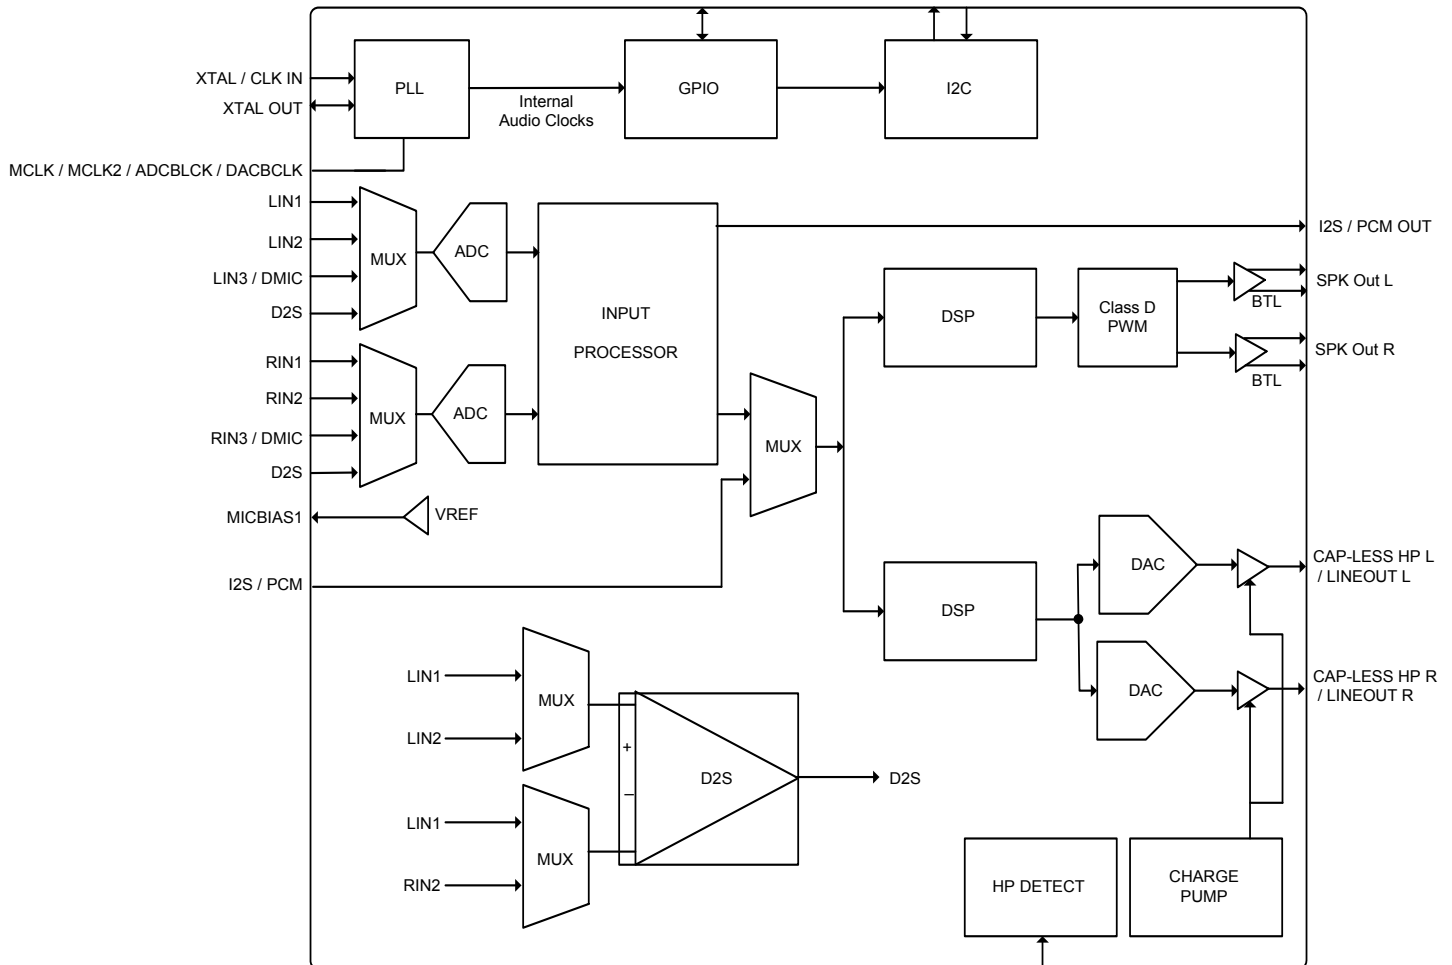 XTAL / CLK IN
XTAL OUT
PLL
Internal
Audio Clocks
GPIO
I2C
MCLK / MCLK2 / ADCBLCK / DACBCLK
LIN1
LIN2
LIN3 / DMIC
D2S
MUX
ADC
RIN1
RIN2
RIN3 / DMIC
D2S
MUX
ADC
INPUT
PROCESSOR
I2S / PCM OUT
DSP
Class D
PWM
BTL
SPK Out L
BTL
SPK Out R
MUX
MICBIAS1
VREF
I2S / PCM
DSP
DAC
CAP-LESS HP L
/ LINEOUT L
DAC
CAP-LESS HP R
/ LINEOUT R
LIN1
LIN2
MUX
LIN1
RIN2
MUX
+
–
D2S
D2S
HP DETECT
CHARGE
PUMP